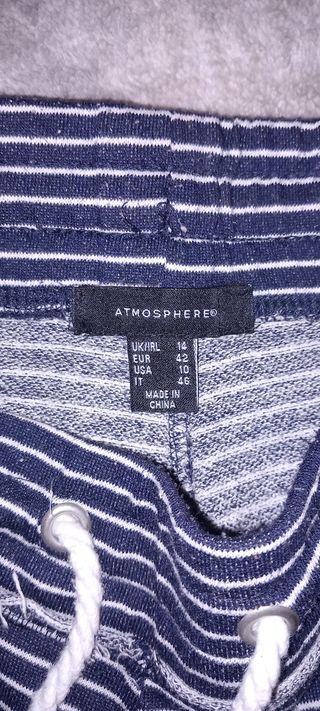 ATMOSPHERE®
UK/IRL 14
EUR 42
USA 10
IT 46
MADE IN
CHINA